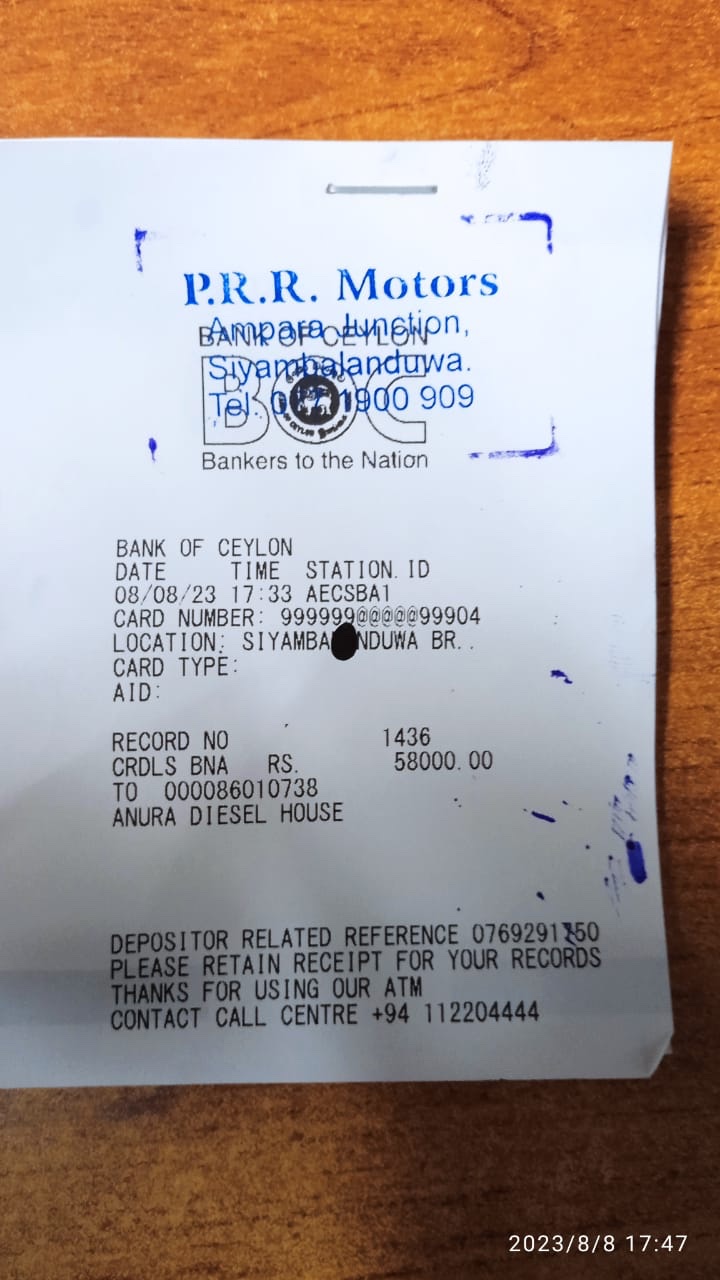 P.R.R. Motors
BANK OF CEYLON
Ampara Junction,
Siyambalanduwa.
BOC
Tel. 077 1900 909
Bankers to the Nation
BANK OF CEYLON
DATE TIME STATION.ID
08/08/23 17:33 AECSBA1
CARD NUMBER: 999999@@@@@99904
LOCATION: BR..
CARD TYPE:
AID:
RECORD NO 1436
CRDLS BNA RS. 58000.00
TO 000086010738
ANURA DIESEL HOUSE
DEPOSITOR RELATED REFERENCE
PLEASE RETAIN RECEIPT FOR YOUR RECORDS
THANKS FOR USING OUR ATM
CONTACT CALL CENTRE +94 112204444
2023/8/8 17:47